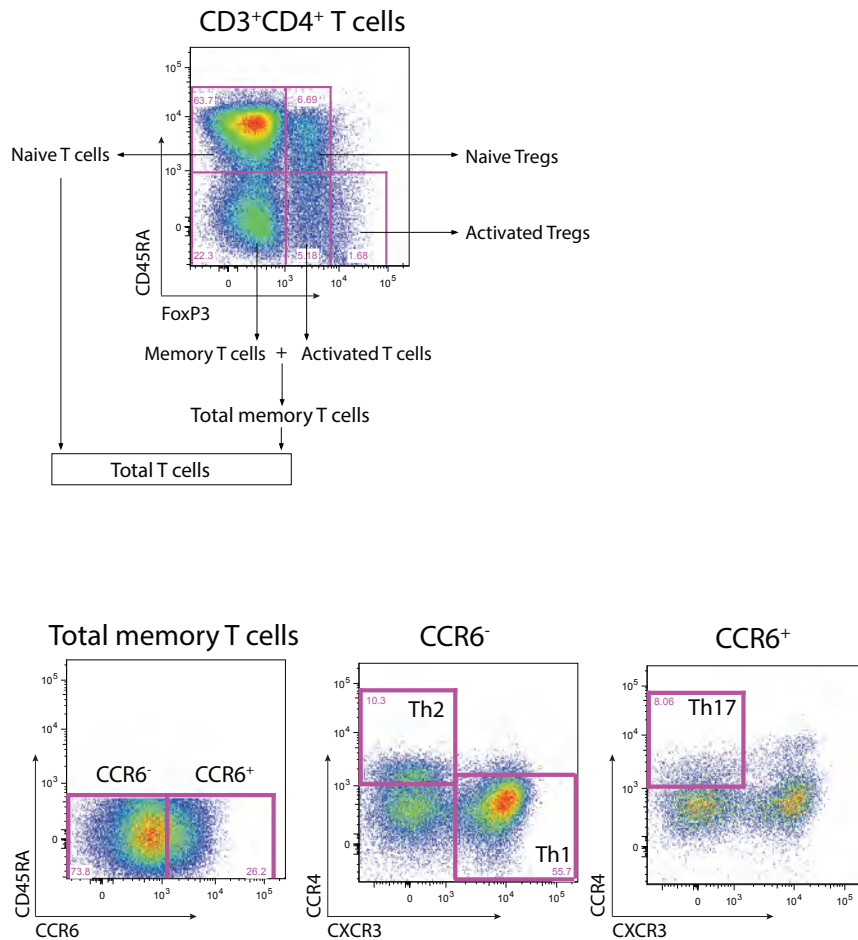 CD3⁺CD4⁺ T cells
10⁵
10⁴
10³
0
63.7
6.69
22.3
5.18
1.68
CD45RA
0
10³
10⁴
10⁵
FoxP3
Naive T cells
Naive Tregs
Activated Tregs
Memory T cells + Activated T cells
Total memory T cells
Total T cells
Total memory T cells
10⁵
10⁴
10³
0
CCR6⁻
CCR6⁺
73.8
26.2
CD45RA
0
10³
10⁴
10⁵
CCR6
CCR6⁻
10⁵
10⁴
10³
0
10.3
Th2
Th1
55.7
CCR4
0
10³
10⁴
10⁵
CXCR3
CCR6⁺
10⁵
10⁴
10³
0
8.06
Th17
CCR4
0
10³
10⁴
10⁵
CXCR3